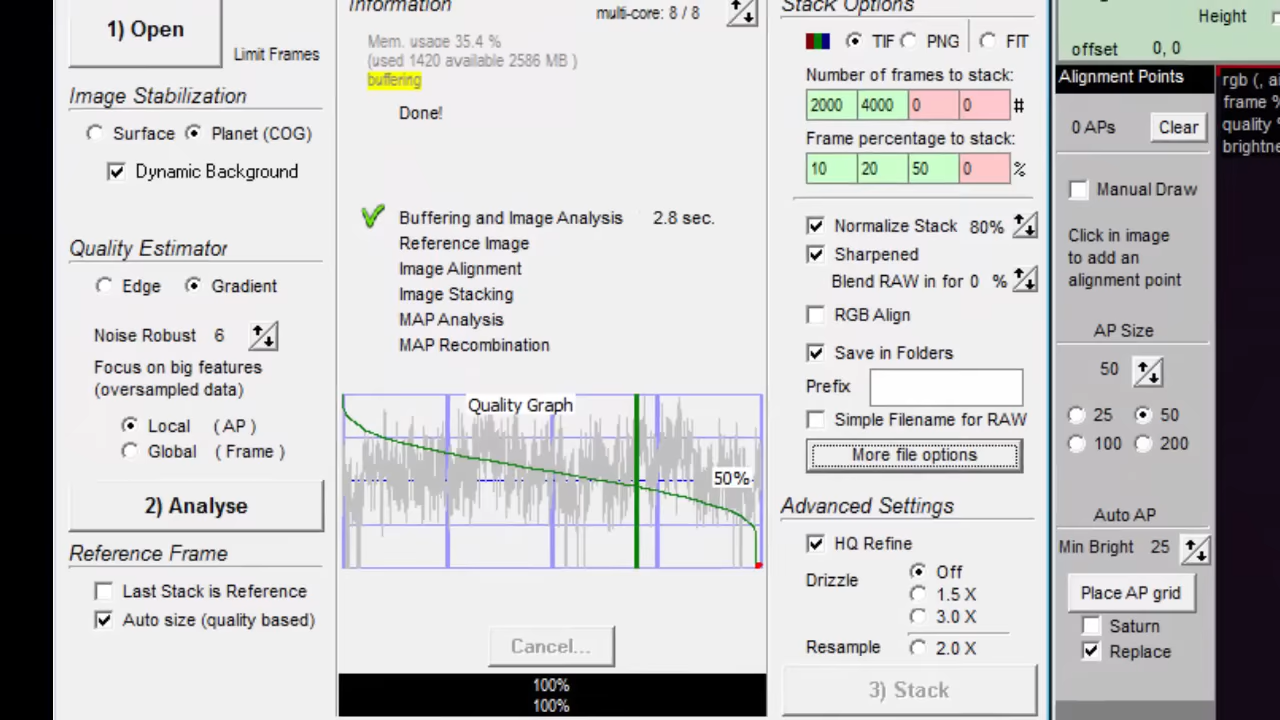 1) Open
Limit Frames
Image Stabilization
Surface Planet (COG)
Dynamic Background
Quality Estimator
Edge Gradient
Noise Robust 6
Focus on big features
(oversampled data)
Local ( AP )
Global ( Frame )
2) Analyse
Reference Frame
Last Stack is Reference
Auto size (quality based)
Information
multi-core: 8 / 8
Mem. usage 35.4 %
(used 1420 available 2586 MB )
buffering
Done!
Buffering and Image Analysis 2.8 sec.
Reference Image
Image Alignment
Image Stacking
MAP Analysis
MAP Recombination
Quality Graph
50%
Cancel...
100%
100%
Stack Options
TIF PNG FIT
Number of frames to stack:
2000 4000 0 0 #
Frame percentage to stack:
10 20 50 0 %
Normalize Stack 80%
Sharpened
Blend RAW in for 0 %
RGB Align
Save in Folders
Prefix
Simple Filename for RAW
More file options
Advanced Settings
HQ Refine
Drizzle
Off
1.5 X
3.0 X
Resample 2.0 X
3) Stack
Height
offset 0, 0
Alignment Points
0 APs Clear
Manual Draw
Click in image
to add an
alignment point
AP Size
50
25 50
100 200
Auto AP
Min Bright 25
Place AP grid
Saturn
Replace
rgb (,
frame %
quality